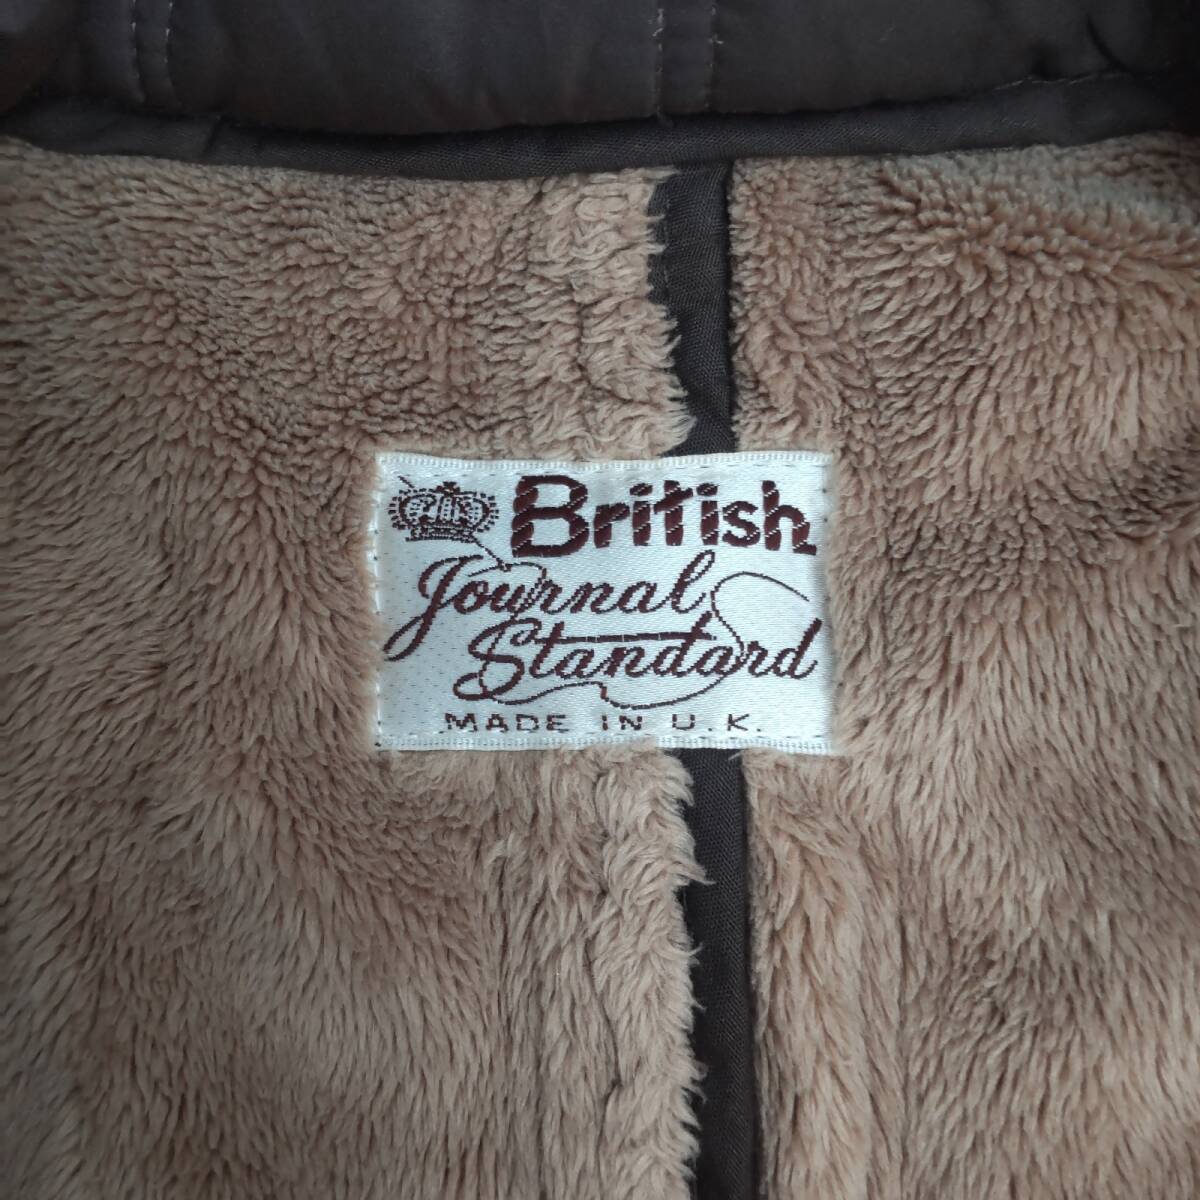 British
Journal
Standard
MADE IN U.K.